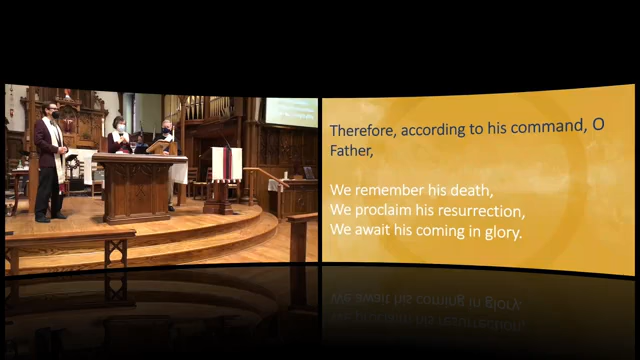 Therefore, according to his command, O
Father,
We remember his death,
We proclaim his resurrection,
We await his coming in glory.